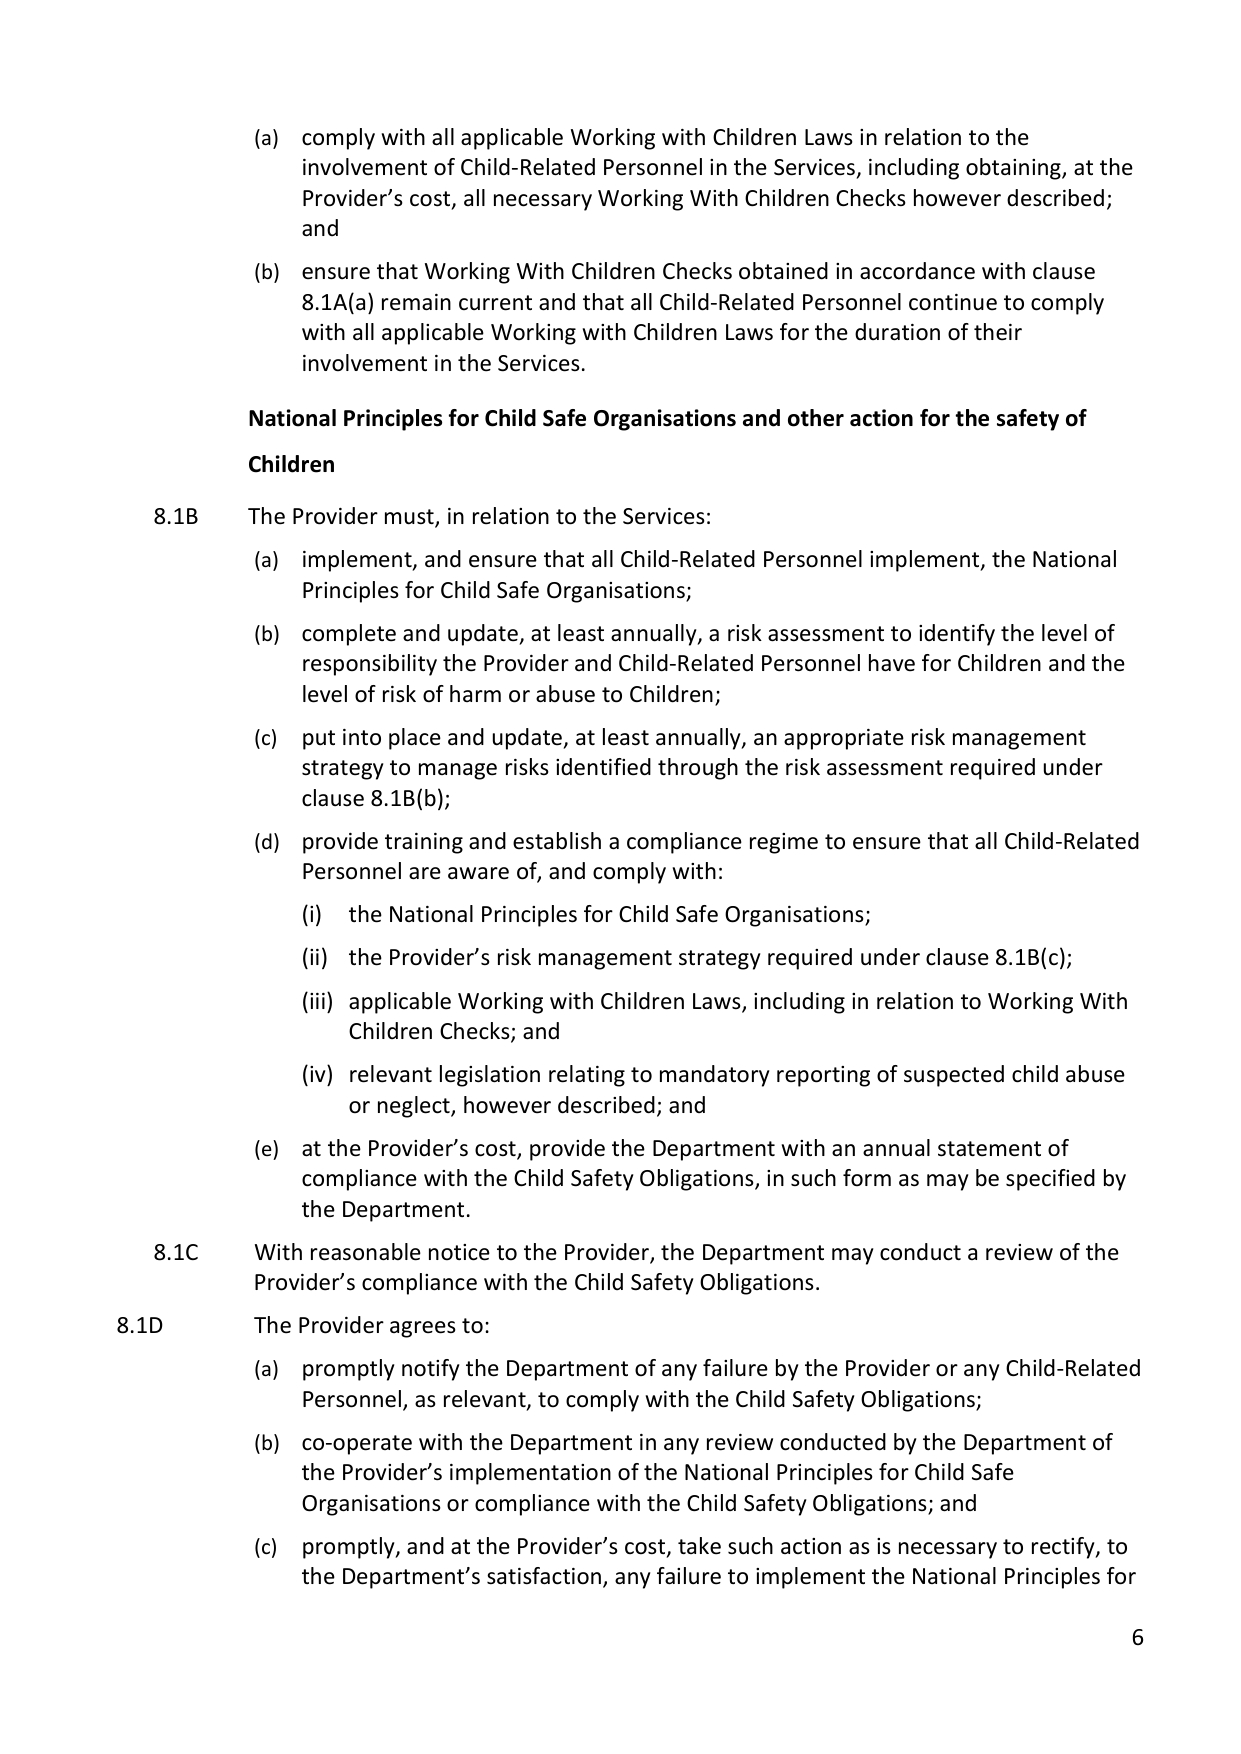 (a) comply with all applicable Working with Children Laws in relation to the
involvement of Child-Related Personnel in the Services, including obtaining, at the
Provider’s cost, all necessary Working With Children Checks however described;
and
(b) ensure that Working With Children Checks obtained in accordance with clause
8.1A(a) remain current and that all Child-Related Personnel continue to comply
with all applicable Working with Children Laws for the duration of their
involvement in the Services.
National Principles for Child Safe Organisations and other action for the safety of
Children
8.1B The Provider must, in relation to the Services:
(a) implement, and ensure that all Child-Related Personnel implement, the National
Principles for Child Safe Organisations;
(b) complete and update, at least annually, a risk assessment to identify the level of
responsibility the Provider and Child-Related Personnel have for Children and the
level of risk of harm or abuse to Children;
(c) put into place and update, at least annually, an appropriate risk management
strategy to manage risks identified through the risk assessment required under
clause 8.1B(b);
(d) provide training and establish a compliance regime to ensure that all Child-Related
Personnel are aware of, and comply with:
(i) the National Principles for Child Safe Organisations;
(ii) the Provider’s risk management strategy required under clause 8.1B(c);
(iii) applicable Working with Children Laws, including in relation to Working With
Children Checks; and
(iv) relevant legislation relating to mandatory reporting of suspected child abuse
or neglect, however described; and
(e) at the Provider’s cost, provide the Department with an annual statement of
compliance with the Child Safety Obligations, in such form as may be specified by
the Department.
8.1C With reasonable notice to the Provider, the Department may conduct a review of the
Provider’s compliance with the Child Safety Obligations.
8.1D The Provider agrees to:
(a) promptly notify the Department of any failure by the Provider or any Child-Related
Personnel, as relevant, to comply with the Child Safety Obligations;
(b) co-operate with the Department in any review conducted by the Department of
the Provider’s implementation of the National Principles for Child Safe
Organisations or compliance with the Child Safety Obligations; and
(c) promptly, and at the Provider’s cost, take such action as is necessary to rectify, to
the Department’s satisfaction, any failure to implement the National Principles for
6